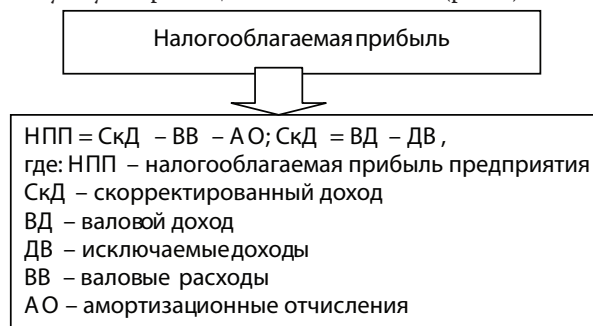 Налогооблагаемая прибыль
НПП = СкД – ВВ – АО; СкД = ВД – ДВ ,
где: НПП – налогооблагаемая прибыль предприятия
СкД – скорректированный доход
ВД – валовой доход
ДВ – исключаемые доходы
ВВ – валовые расходы
АО – амортизационные отчисления